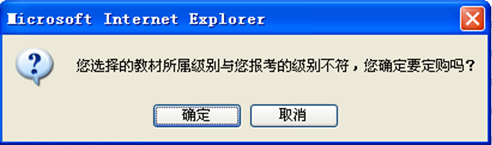 Microsoft Internet Explorer
您选择的教材所属级别与您报考的级别不符，您确定要定购吗？
确定
取消